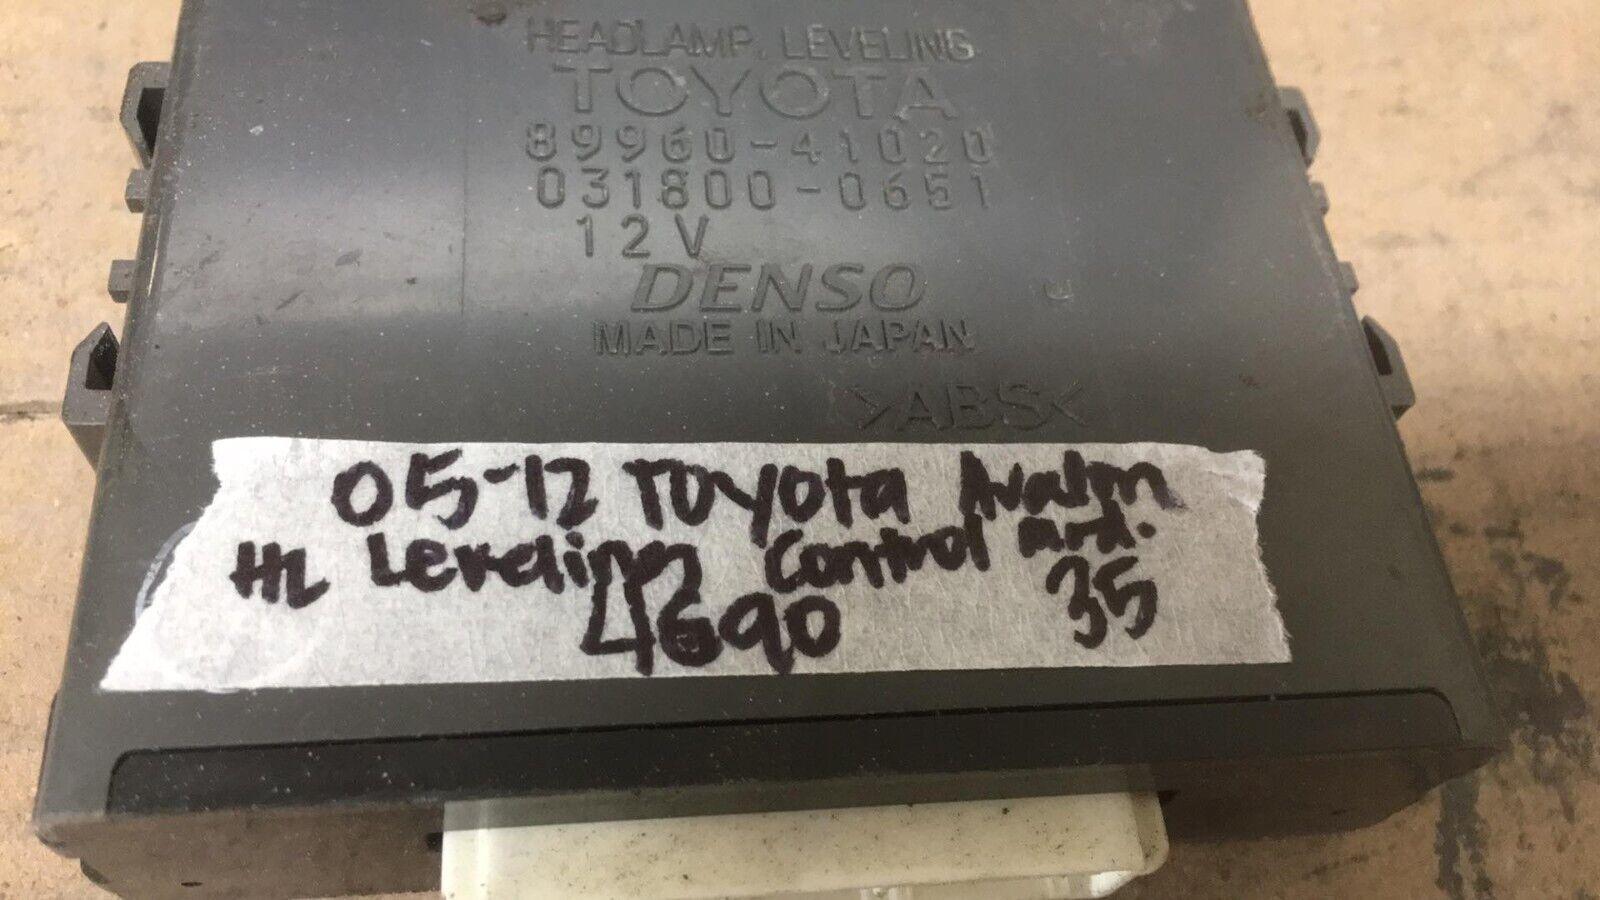 HEADLAMP. LEVELING
TOYOTA
89960-41020
031800-0651
12V
DENSO
MADE IN JAPAN
>ABS<
05-12 Toyota Avalon
HL Leveling Control Mod.
4690 35